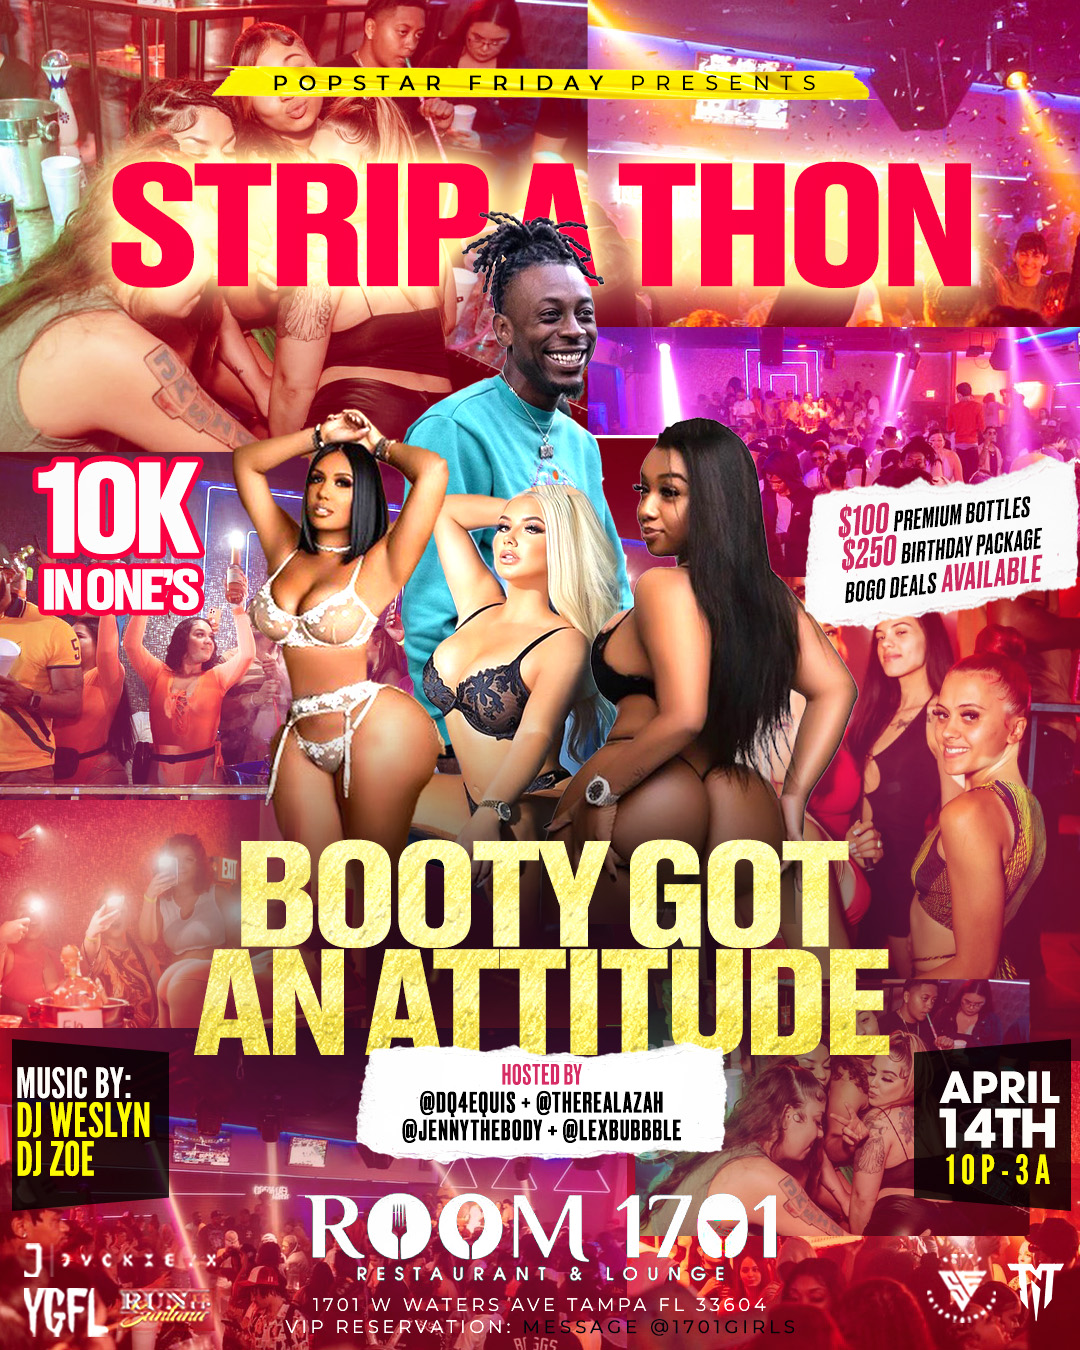 POPSTAR FRIDAY PRESENTS
STRIP A THON
10K
IN ONE'S
$100 PREMIUM BOTTLES
$250 BIRTHDAY PACKAGE
BOGO DEALS AVAILABLE
EXIT
BOOTY GOT
AN ATTITUDE
HOSTED BY
@DQ4EQUIS + @THEREALAZAH
@JENNYTHEBODY + @LEXBUBBBLE
MUSIC BY:
DJ WESLYN
DJ ZOE
APRIL
14TH
10P-3A
ROOM 1701
RESTAURANT & LOUNGE
1701 W WATERS AVE TAMPA FL 33604
VIP RESERVATION: MESSAGE @1701GIRLS
YGFL
TNT